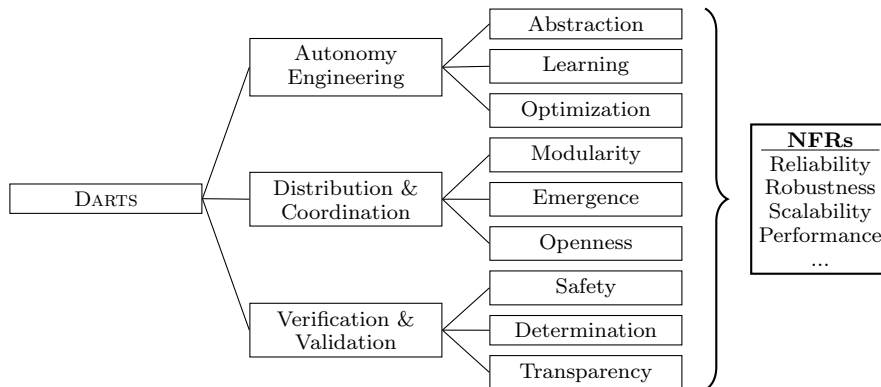 DARTS
Autonomy
Engineering
Abstraction
Learning
Optimization
Distribution &
Coordination
Modularity
Emergence
Openness
Verification &
Validation
Safety
Determination
Transparency
NFRs
Reliability
Robustness
Scalability
Performance
...